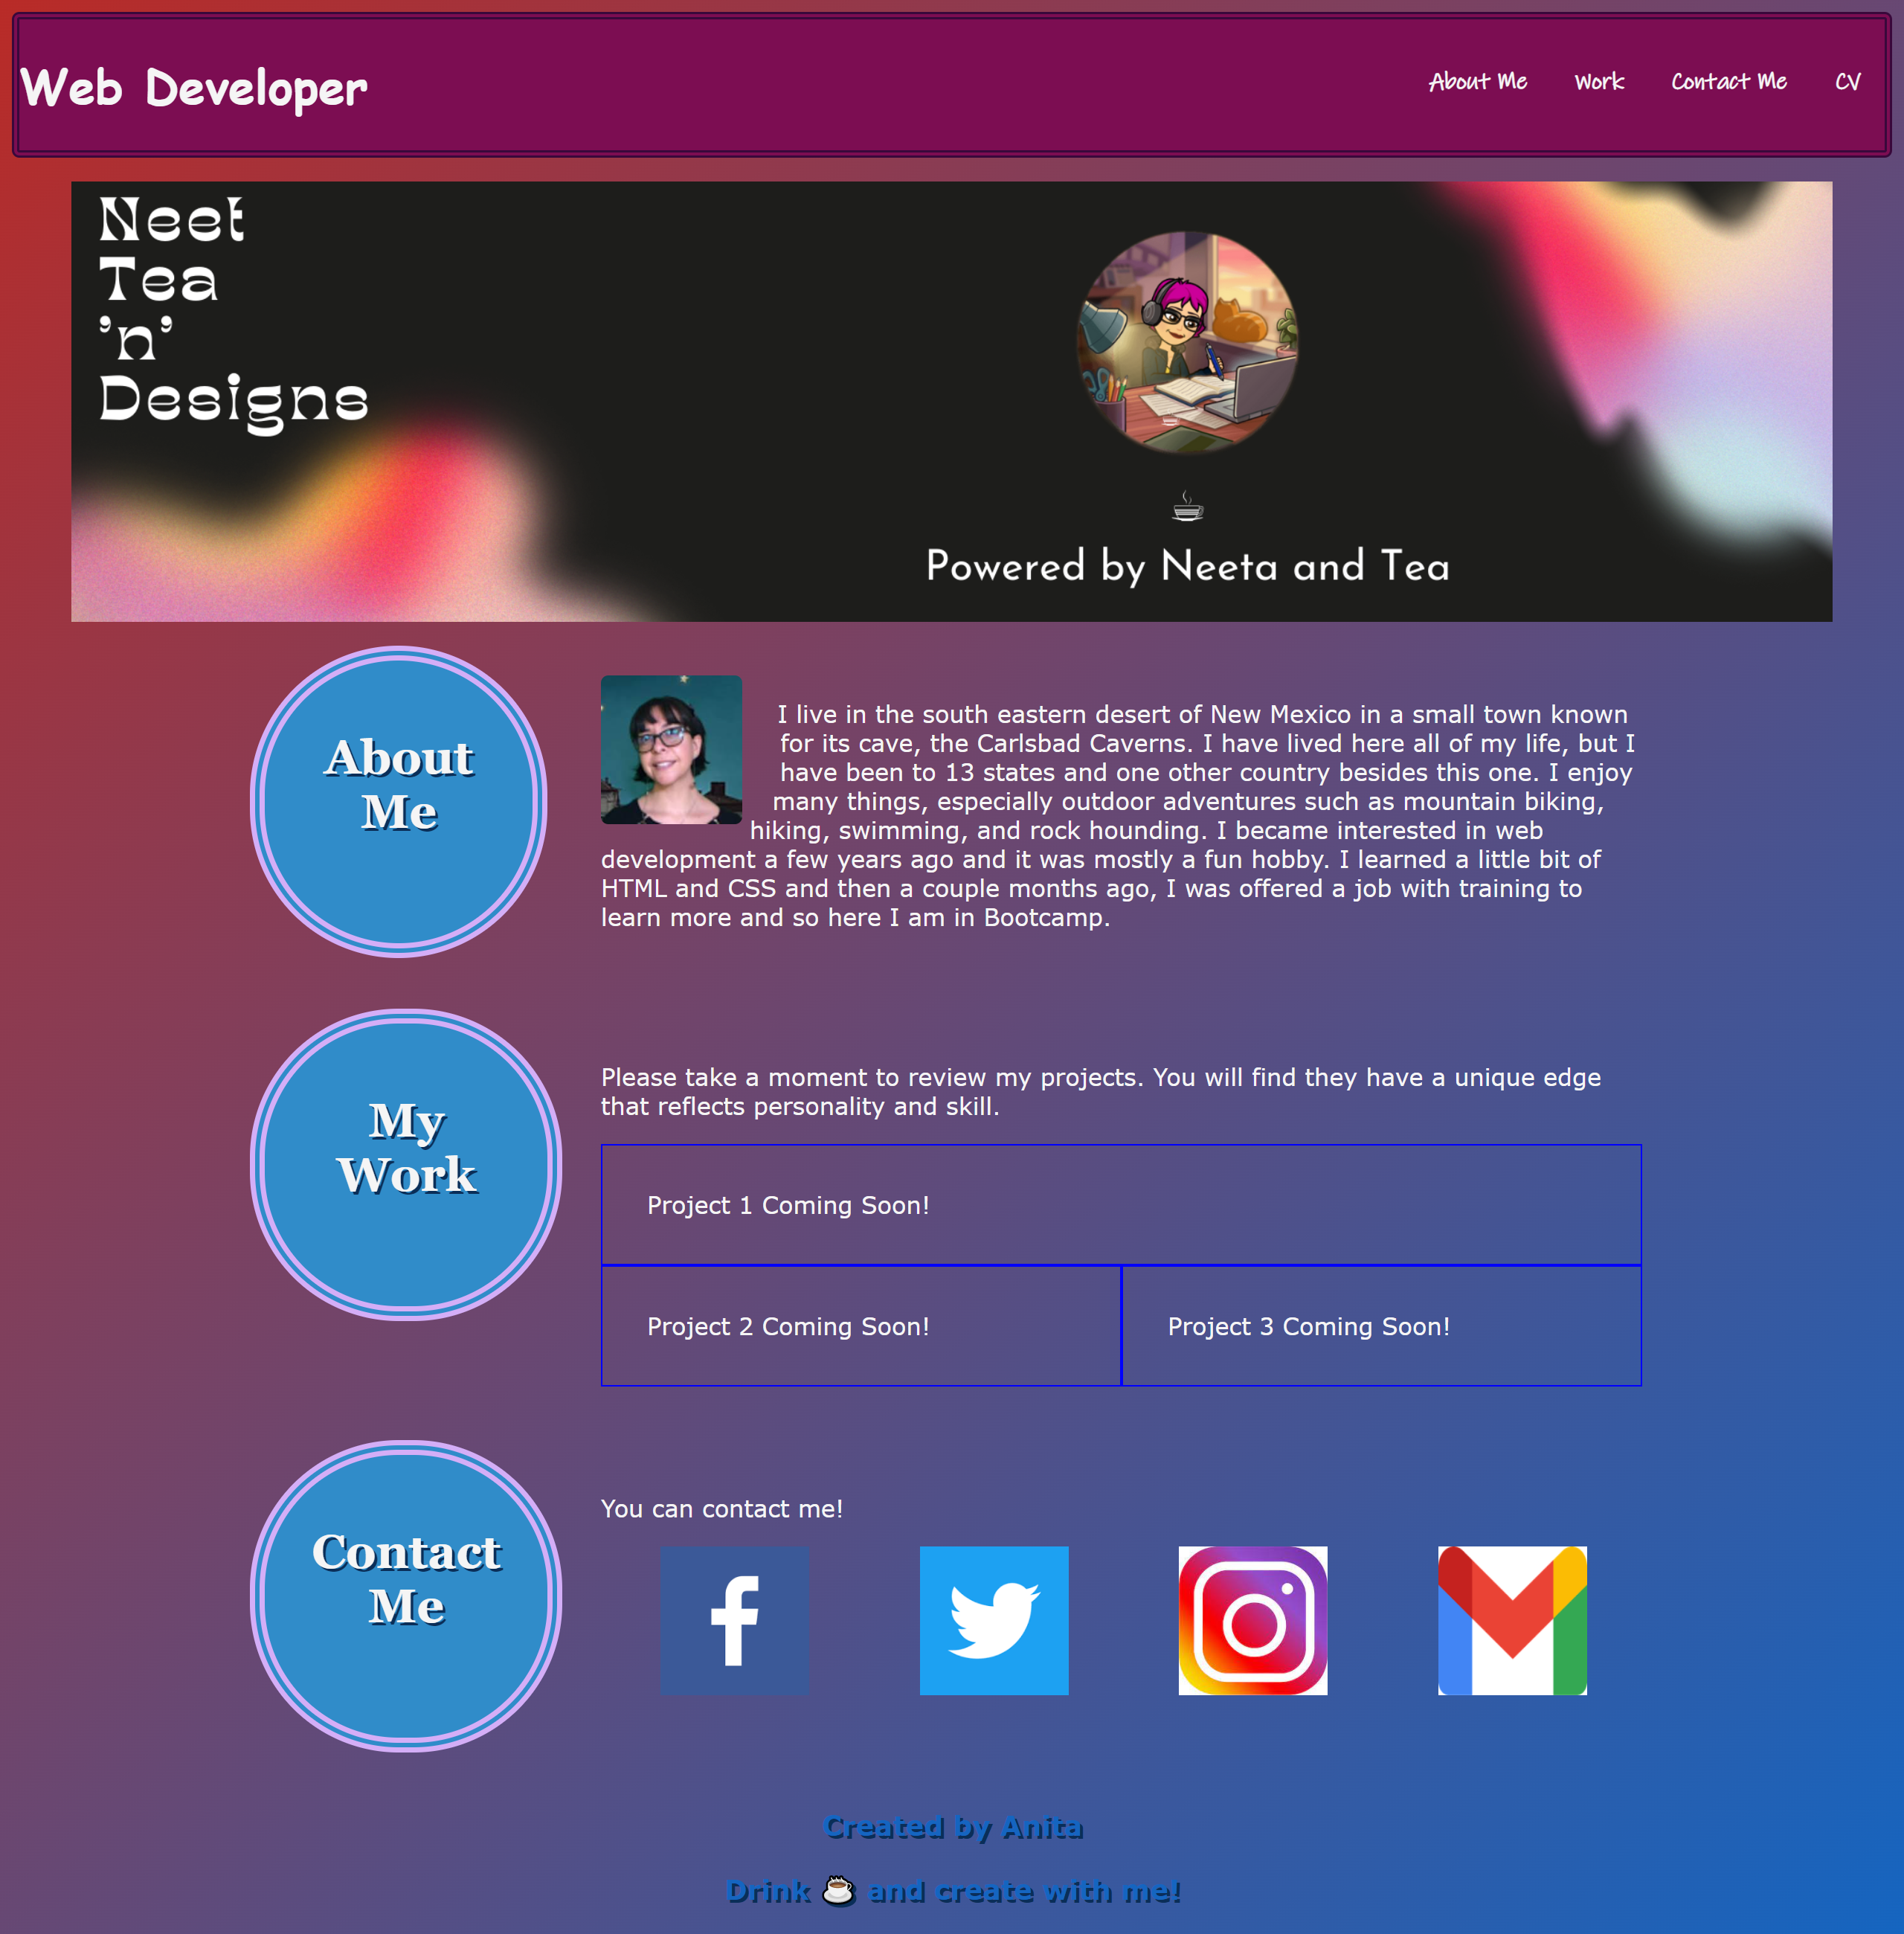 Web Developer
About Me Work Contact Me CV
Neet
Tea
'n'
Designs
Powered by Neeta and Tea
About
Me
I live in the south eastern desert of New Mexico in a small town known
for its cave, the Carlsbad Caverns. I have lived here all of my life, but I
have been to 13 states and one other country besides this one. I enjoy
many things, especially outdoor adventures such as mountain biking,
hiking, swimming, and rock hounding. I became interested in web
development a few years ago and it was mostly a fun hobby. I learned a little bit of
HTML and CSS and then a couple months ago, I was offered a job with training to
learn more and so here I am in Bootcamp.
My
Work
Please take a moment to review my projects. You will find they have a unique edge
that reflects personality and skill.
Project 1 Coming Soon!
Project 2 Coming Soon!
Project 3 Coming Soon!
Contact
Me
You can contact me!
Created by Anita
Drink ☕ and create with me!